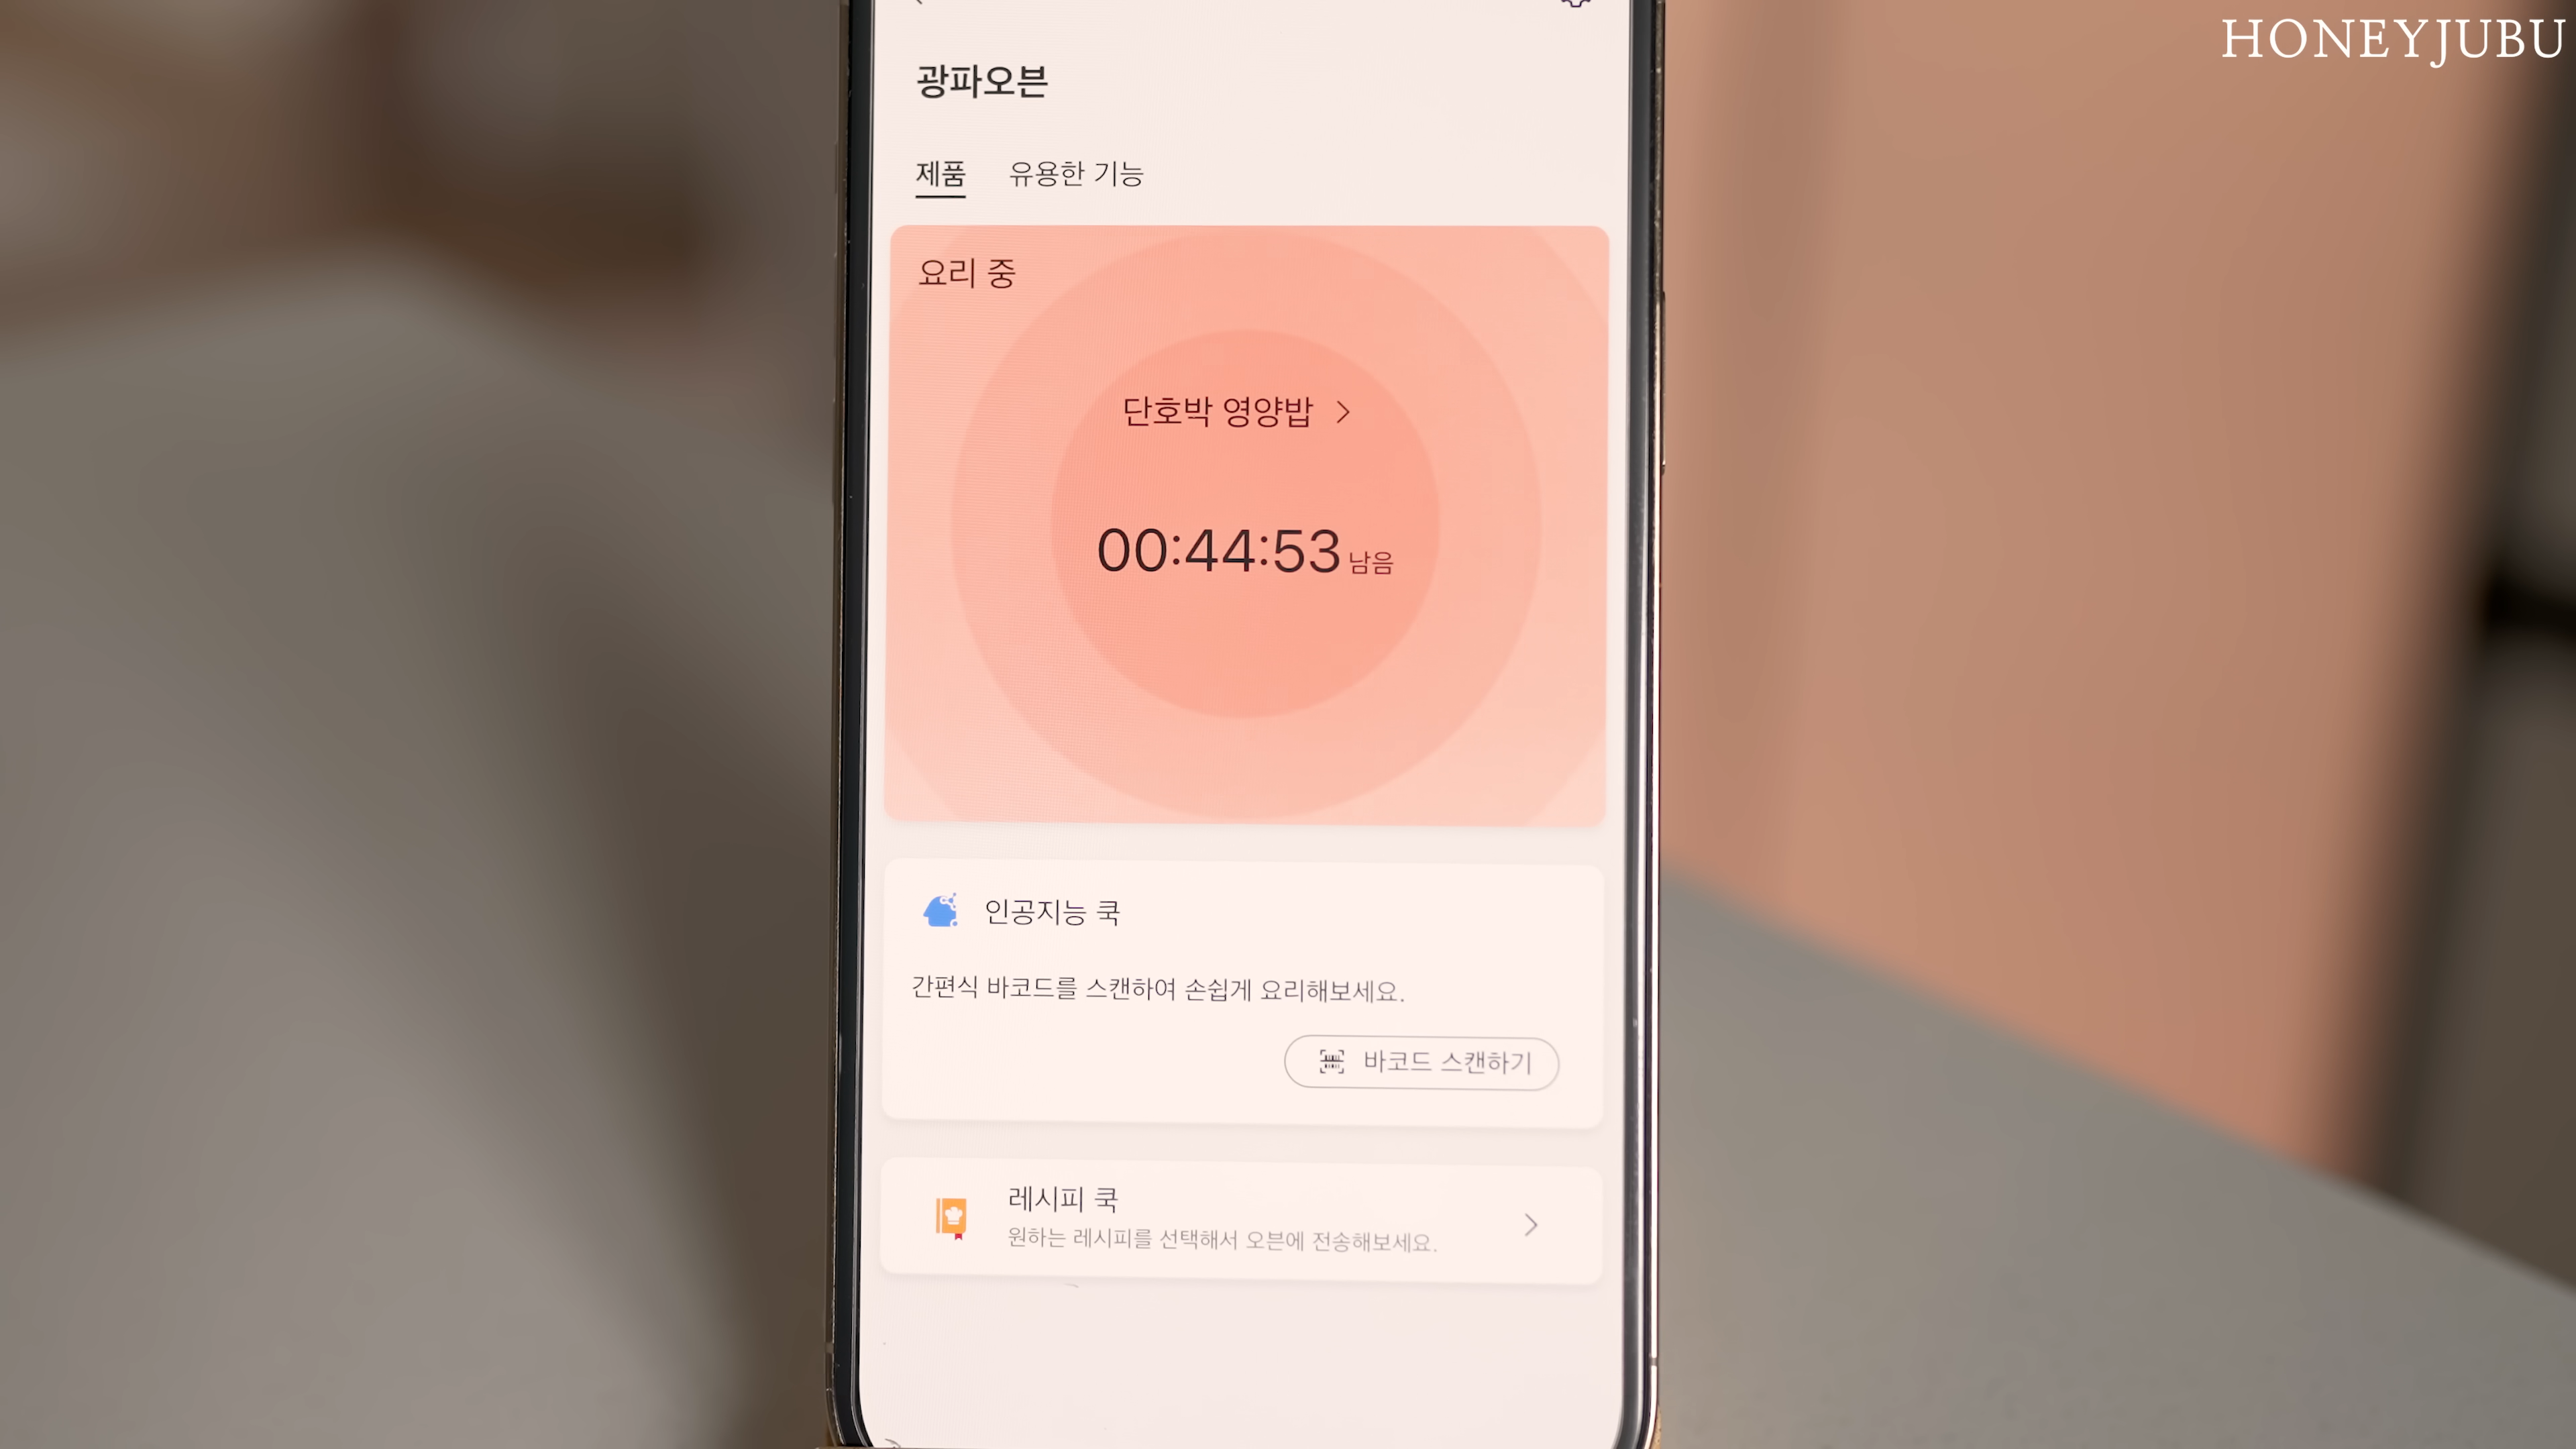 HONEYJUBU
광파오븐
제품 유용한 기능
요리 중
단호박 영양밥
00:44:53 남음
인공지능 쿡
간편식 바코드를 스캔하여 손쉽게 요리해보세요.
바코드 스캔하기
레시피 쿡
원하는 레시피를 선택해서 오븐에 전송해보세요.